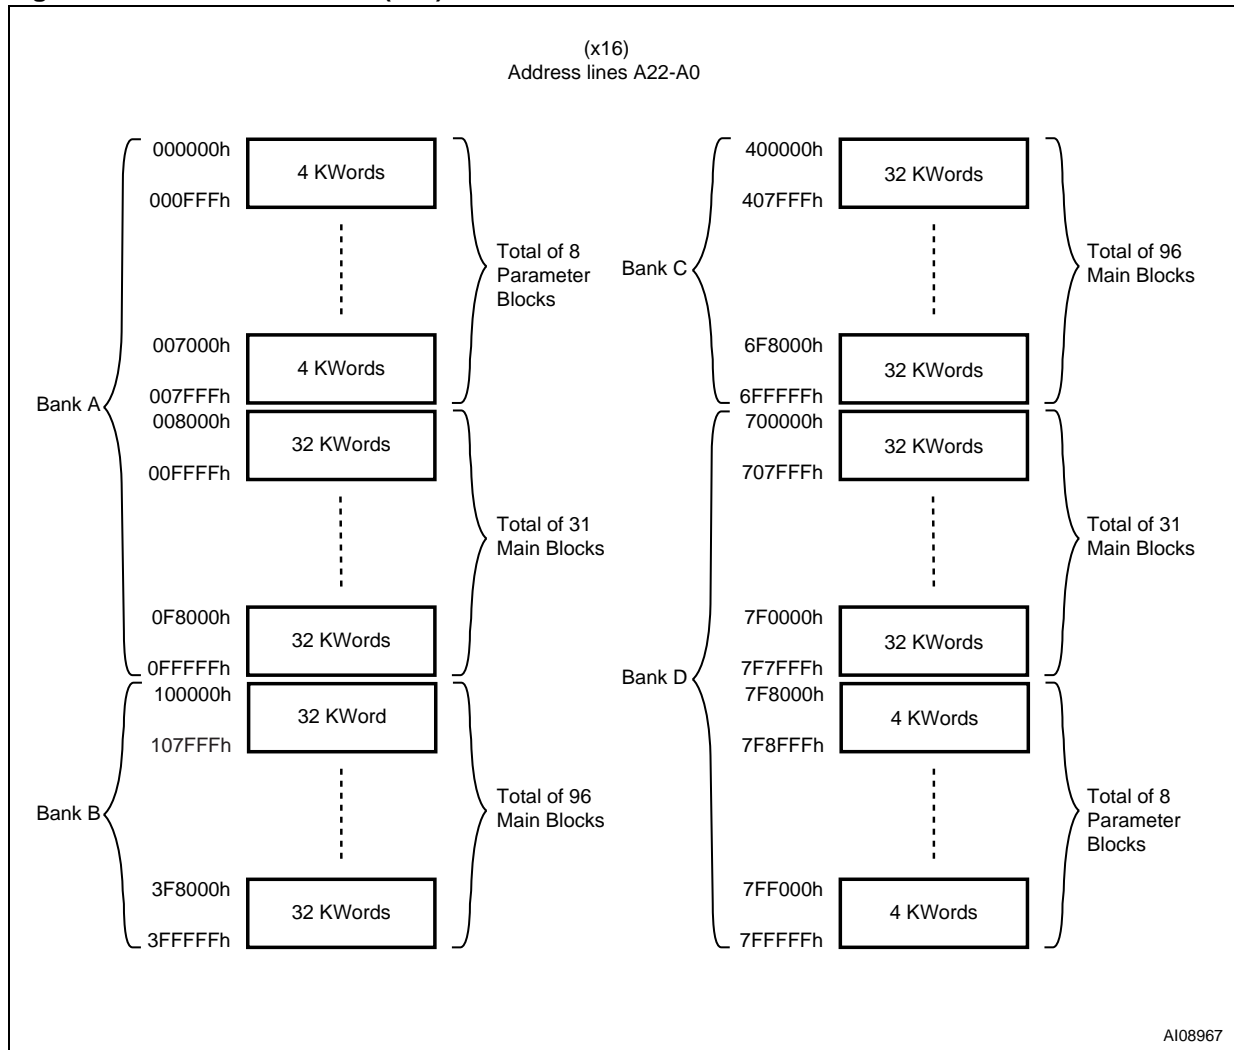 (x16)
Address lines A22-A0
Bank A
000000h
4 KWords
000FFFh
Total of 8
Parameter
Blocks
007000h
4 KWords
007FFFh
008000h
32 KWords
00FFFFh
Total of 31
Main Blocks
0F8000h
32 KWords
0FFFFFh
Bank B
100000h
32 KWord
107FFFh
Total of 96
Main Blocks
3F8000h
32 KWords
3FFFFFh
Bank C
400000h
32 KWords
407FFFh
Total of 96
Main Blocks
6F8000h
32 KWords
6FFFFFh
Bank D
700000h
32 KWords
707FFFh
Total of 31
Main Blocks
7F0000h
32 KWords
7F7FFFh
7F8000h
4 KWords
7F8FFFh
Total of 8
Parameter
Blocks
7FF000h
4 KWords
7FFFFFh
AI08967